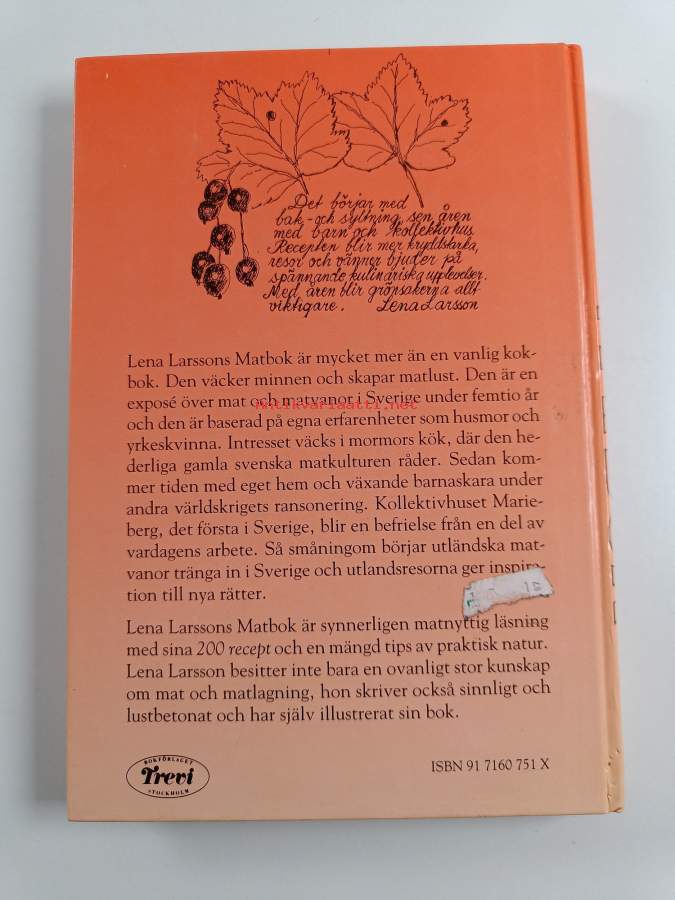 Det börjar med
bak- och syltning, sen åren
med barn och kollektivhus.
Recepten blir mer kryddstarka,
resor och vänner bjuder på
spännande, kulinariska upplevelser.
Med åren blir grönsakerna allt
viktigare. Lena Larsson
Lena Larssons Matbok är mycket mer än en vanlig kok-
bok. Den väcker minnen och skapar matlust. Den är en
exposé över mat och matvanor i Sverige under femtio år
antikvariaatti.net
och den är baserad på egna erfarenheter som husmor och
yrkeskvinna. Intresset väcks i mormors kök, där den he-
derliga gamla svenska matkulturen råder. Sedan kom-
mer tiden med eget hem och växande barnaskara under
andra världskrigets ransonering. Kollektivhuset Marie-
berg, det första i Sverige, blir en befrielse från en del av
vardagens arbete. Så småningom börjar utländska mat-
vanor tränga in i Sverige och utlandsresorna ger inspira-
tion till nya rätter.
Lena Larssons Matbok är synnerligen matnyttig läsning
med sina 200 recept och en mängd tips av praktisk natur.
Lena Larsson besitter inte bara en ovanligt stor kunskap
om mat och matlagning, hon skriver också sinnligt och
lustbetonat och har själv illustrerat sin bok.
BOKFÖRLAGET
Trevi
STOCKHOLM
ISBN 91 7160 751 X